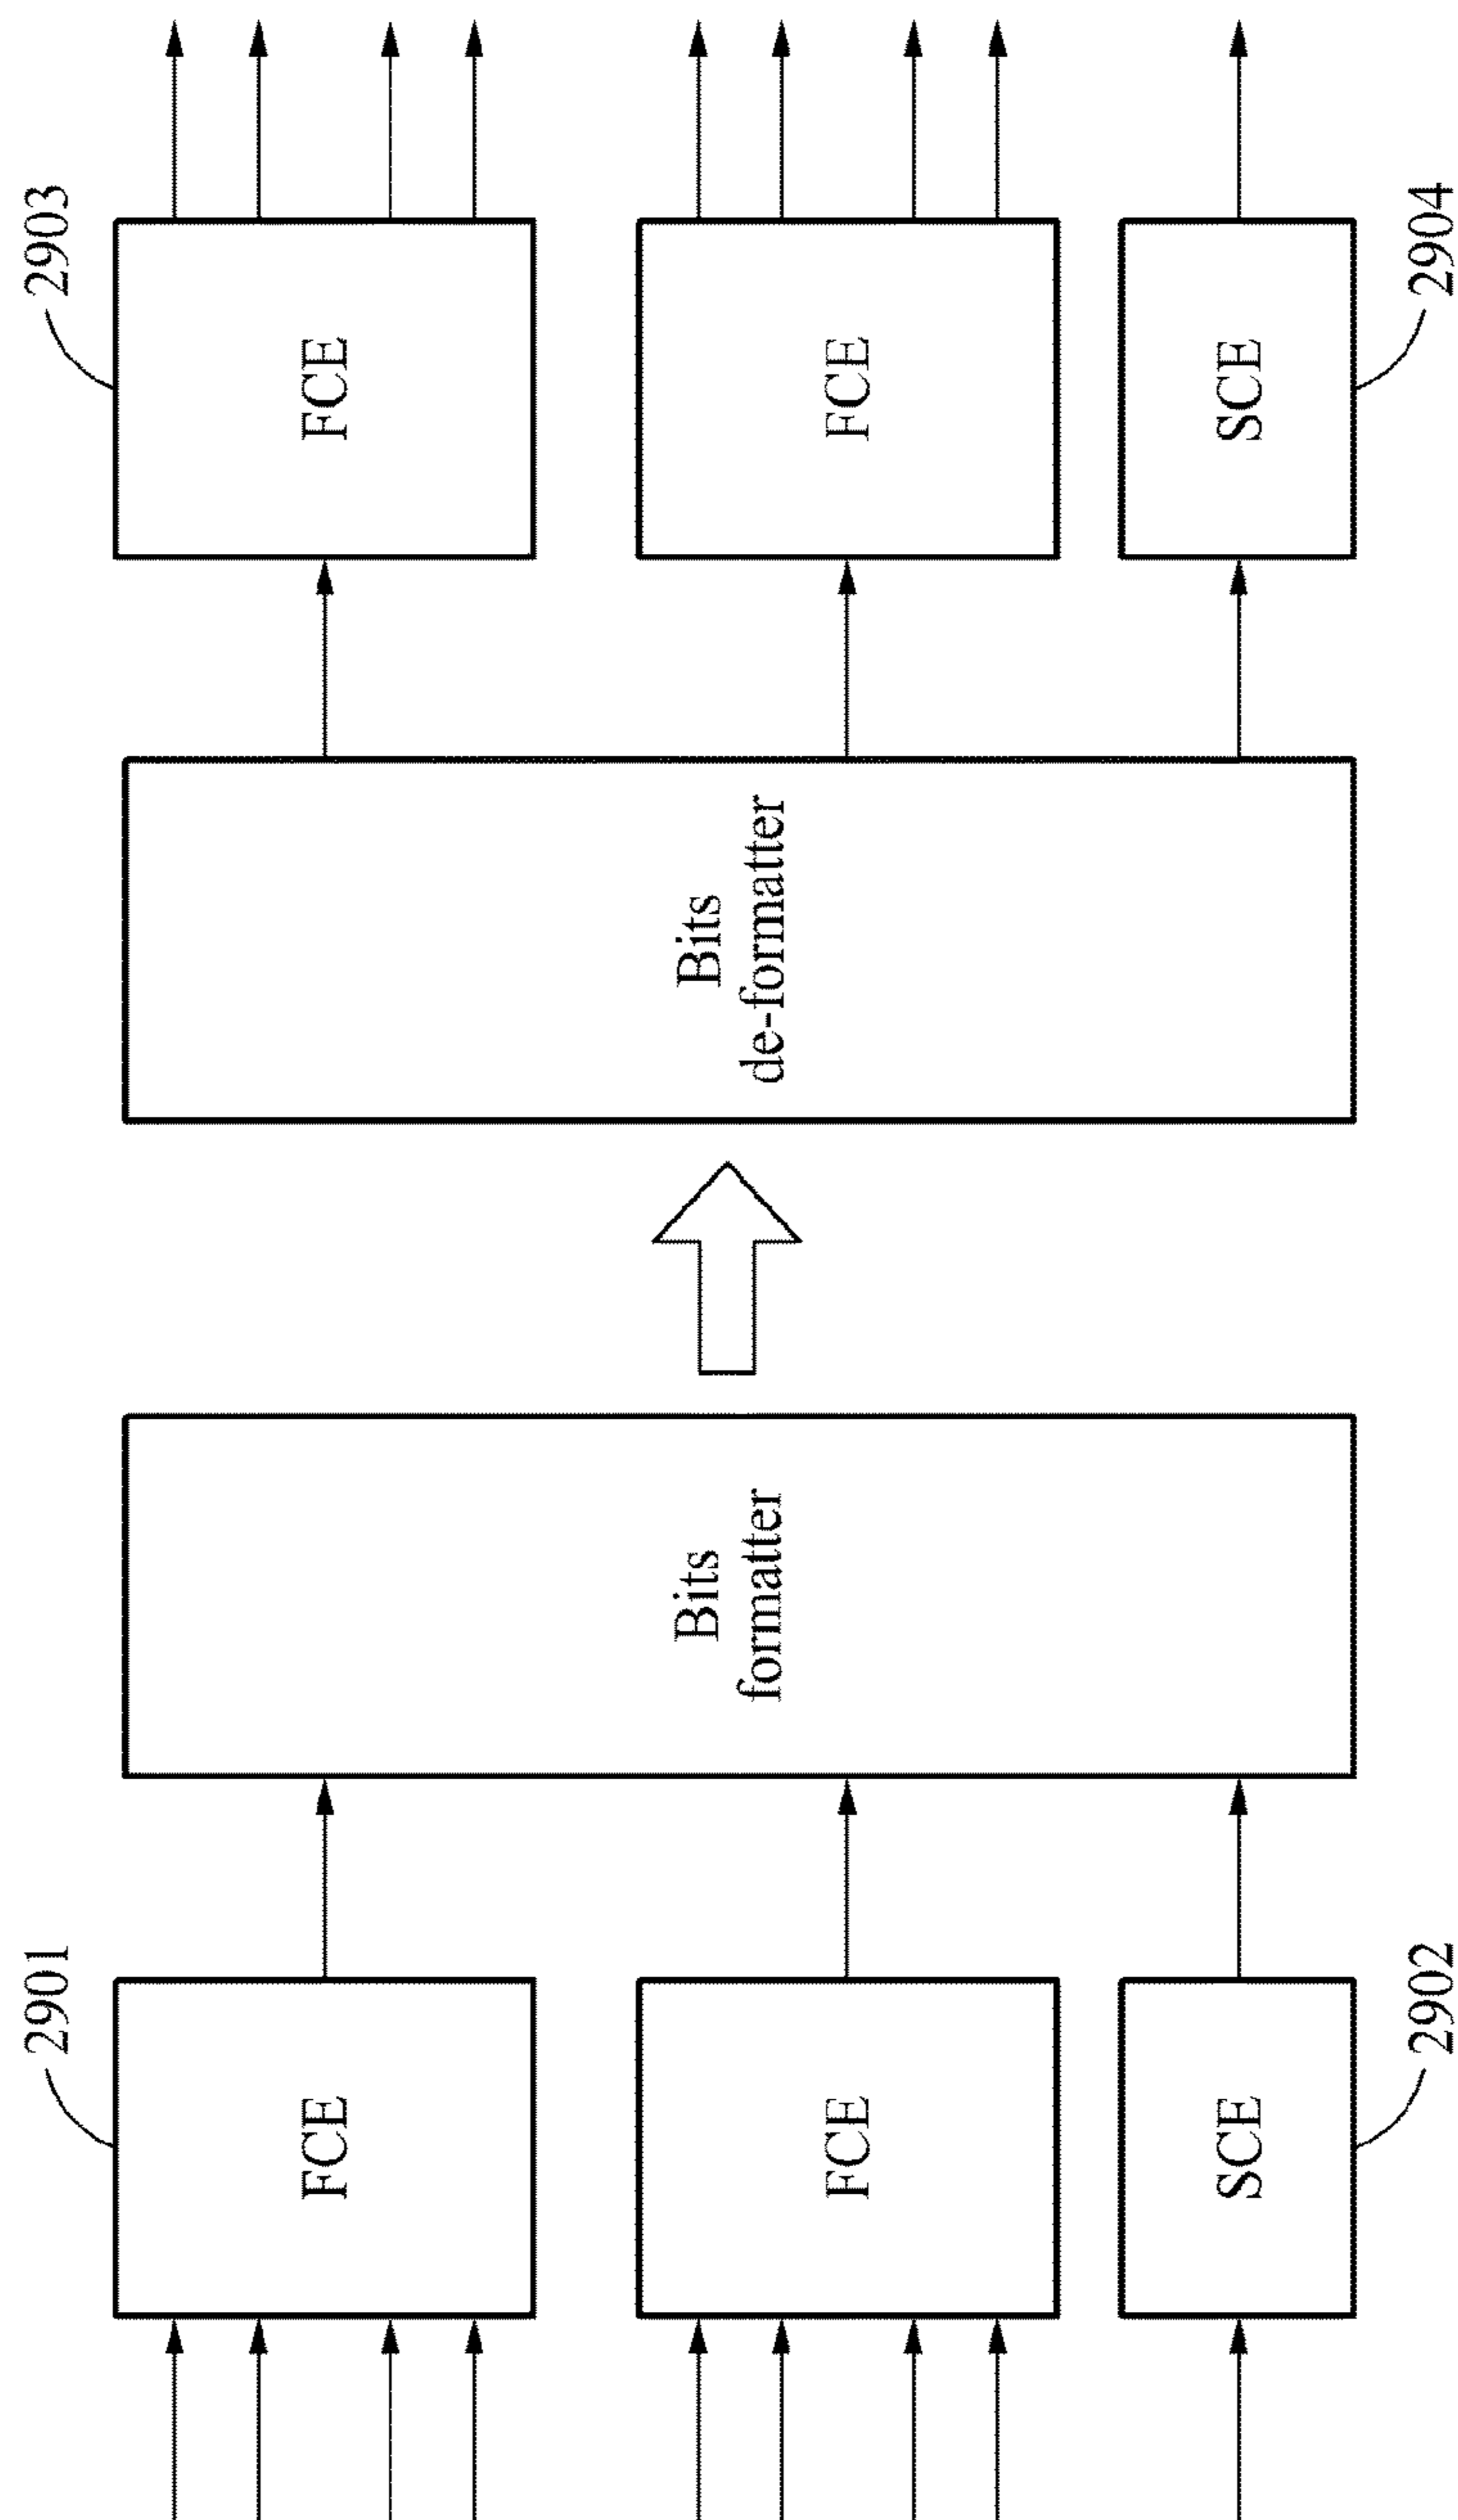 2901
FCE
FCE
SCE
2902
Bits
formatter
Bits
de-formatter
2903
FCE
FCE
SCE
2904